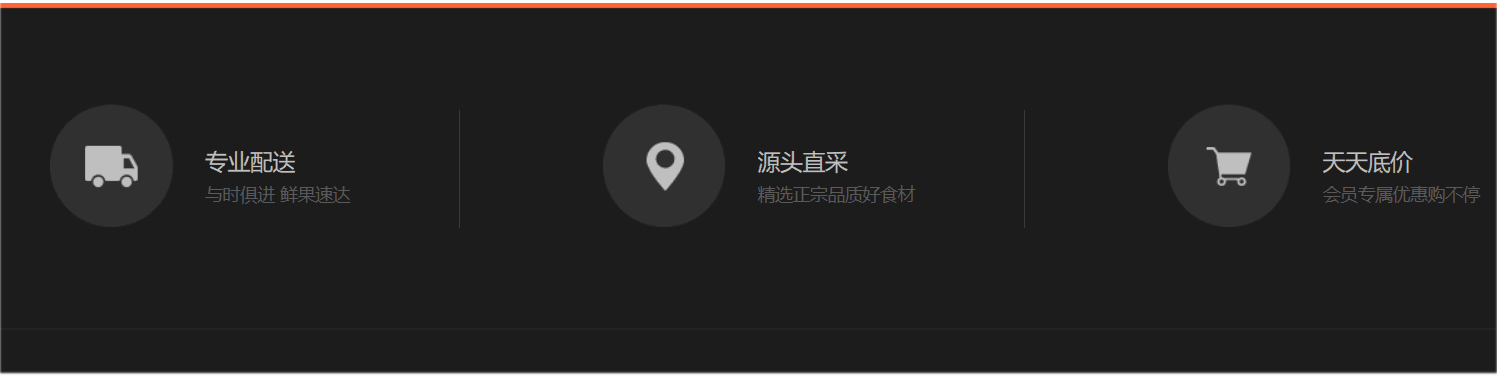 专业配送
与时俱进 鲜果速达
源头直采
精选正宗品质好食材
天天底价
会员专属优惠购不停